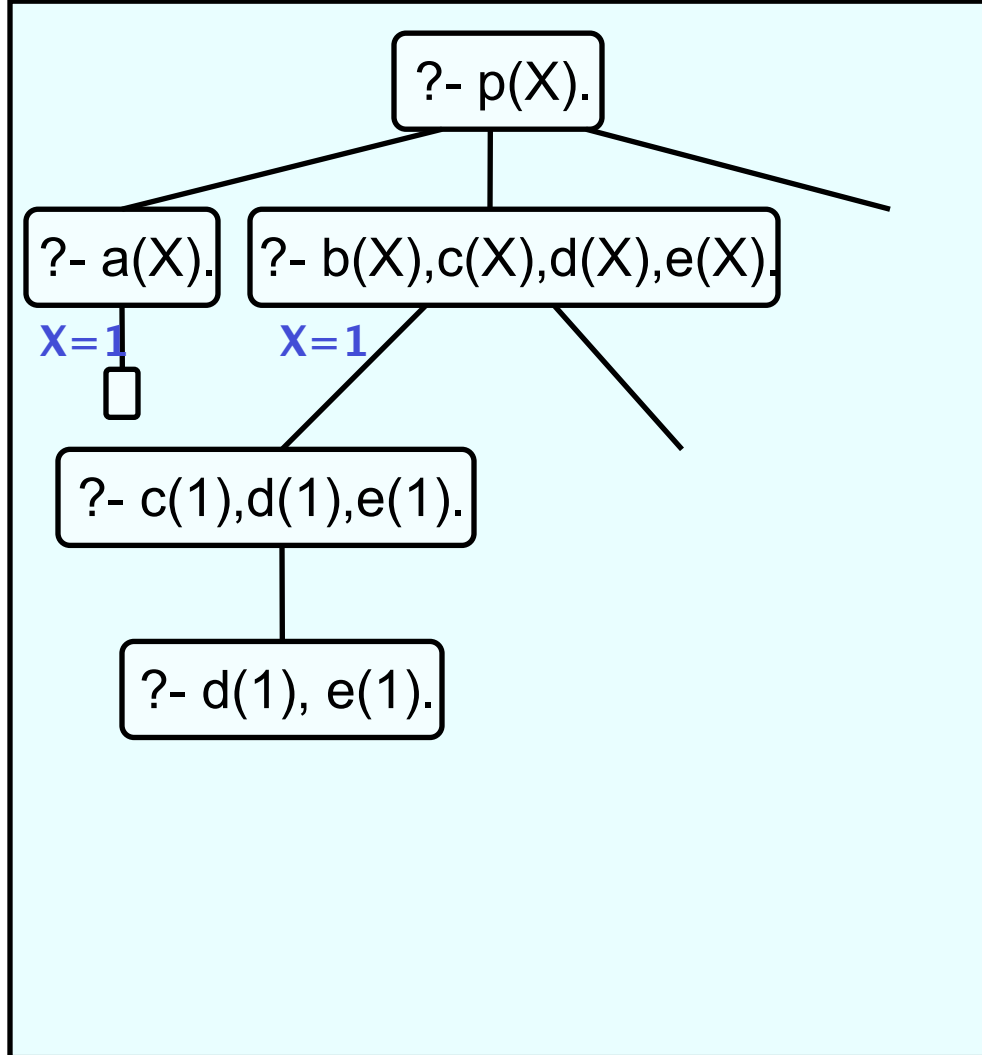 ?- p(X).
?- a(X).
?- b(X),c(X),d(X),e(X).
X=1
X=1
?- c(1),d(1),e(1).
?- d(1), e(1).